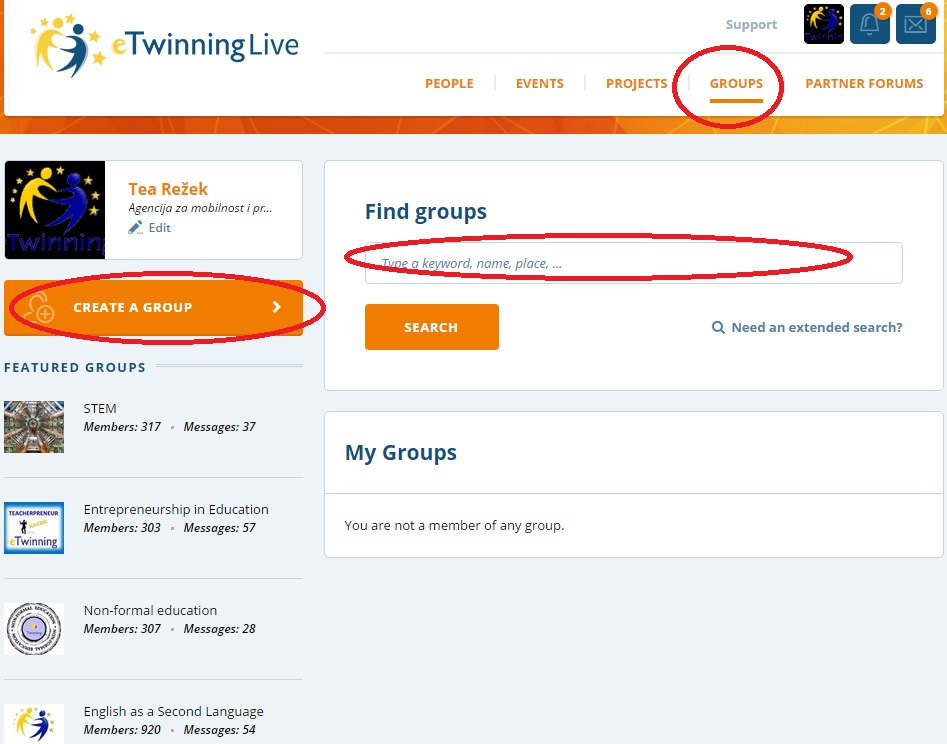 eTwinningLive
Support
2
6
PEOPLE
EVENTS
PROJECTS
GROUPS
PARTNER FORUMS
Tea Režek
Agencija za mobilnost i pr...
Edit
CREATE A GROUP
FEATURED GROUPS
STEM
Members: 317 • Messages: 37
TEACHERPRENEUR
SUCCESS
eTwinning
Entrepreneurship in Education
Members: 303 • Messages: 57
Non-formal education
Members: 307 • Messages: 28
English as a Second Language
Members: 920 • Messages: 54
Find groups
Type a keyword, name, place, ...
SEARCH
Need an extended search?
My Groups
You are not a member of any group.